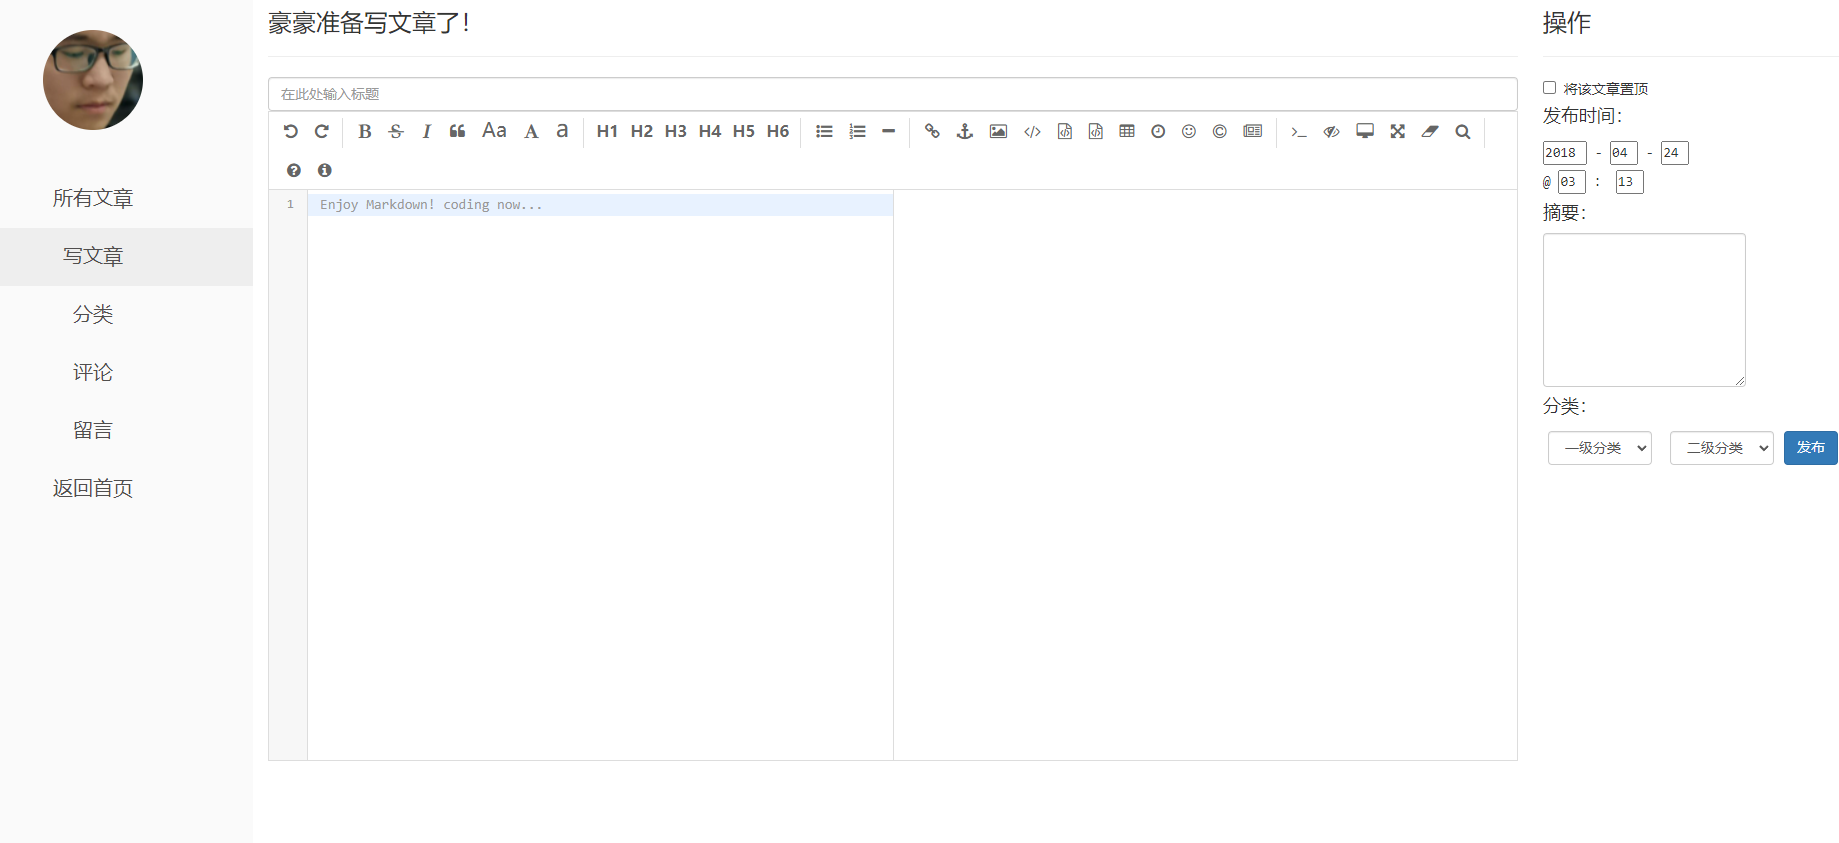 豪豪准备写文章了！
操作
在此处输入标题
B S I Aa A a H1 H2 H3 H4 H5 H6
1 Enjoy Markdown! coding now...
所有文章
写文章
分类
评论
留言
返回首页
将该文章置顶
发布时间：
2018 - 04 - 24
@ 03 : 13
摘要：
分类：
一级分类 二级分类 发布